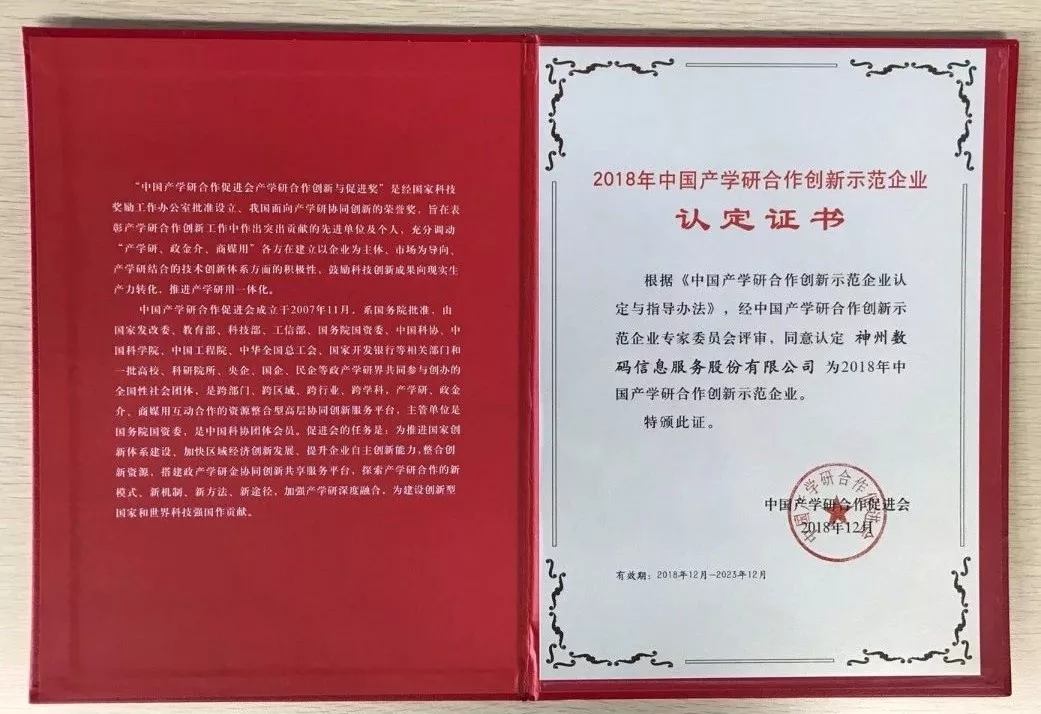 “中国产学研合作促进会产学研合作创新与促进奖”是经国家科技
奖励工作办公室批准设立、我国面向产学研协同创新的荣誉奖，旨在表
彰产学研合作创新工作中作出突出贡献的先进单位及个人，充分调动
“产学研、政金介、商媒用”各方在建立以企业为主体、市场为导向、
产学研结合的技术创新体系方面的积极性，鼓励科技创新成果向现实生
产力转化，推进产学研用一体化。
中国产学研合作促进会成立于2007年11月，系国务院批准、由
国家发改委、教育部、科技部、工信部、国务院国资委、中国科协、中
国科学院、中国工程院、中华全国总工会、国家开发银行等相关部门和
一批高校、科研院所、央企、国企、民企等政产学研界共同参与创办的
全国性社会团体，是跨部门、跨区域、跨行业、跨学科，产学研、政金
介、商媒用互动合作的资源整合型高层协同创新服务平台，主管单位是
国务院国资委，是中国科协团体会员。促进会的任务是：为推进国家创
新体系建设、加快区域经济创新发展、提升企业自主创新能力,整合创
新资源，搭建政产学研金协同创新共享服务平台，探索产学研合作的新
模式、新机制、新方法、新途径，加强产学研深度融合，为建设创新型
国家和世界科技强国作贡献。
2018年中国产学研合作创新示范企业
认定证书
根据《中国产学研合作创新示范企业认
定与指导办法》，经中国产学研合作创新示
范企业专家委员会评审，同意认定 神州数
码信息服务股份有限公司 为2018年中
国产学研合作创新示范企业。
特颁此证。
中国产学研合作促进会
中国产学研合作促进会
2018年12月
有效期：2018年12月—2023年12月